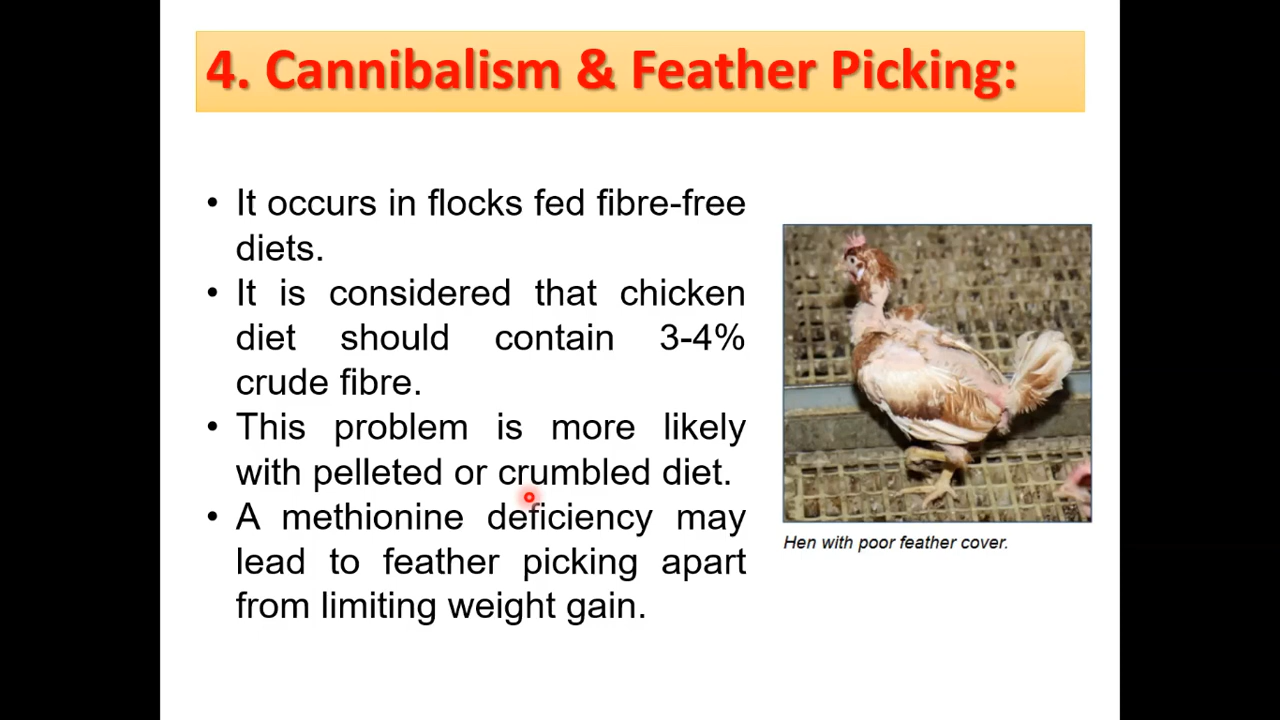 4. Cannibalism & Feather Picking:
• It occurs in flocks fed fibre-free
diets.
• It is considered that chicken
diet should contain 3-4%
crude fibre.
• This problem is more likely
with pelleted or crumbled diet.
• A methionine deficiency may
lead to feather picking apart
from limiting weight gain.
Hen with poor feather cover.